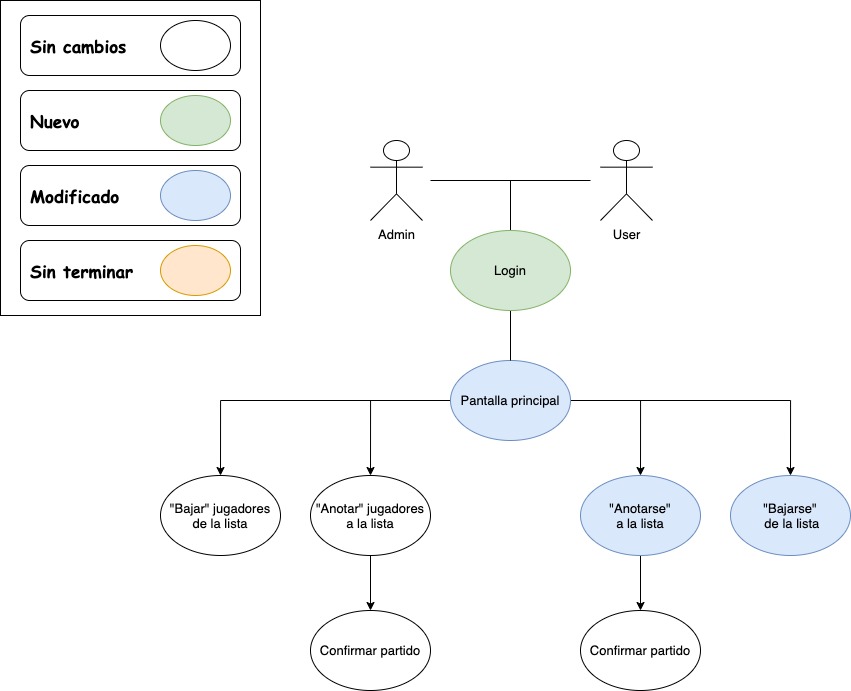 Sin cambios
Nuevo
Modificado
Sin terminar
Admin
User
Login
Pantalla principal
"Bajar" jugadores
de la lista
"Anotar" jugadores
a la lista
"Anotarse"
a la lista
"Bajarse"
de la lista
Confirmar partido
Confirmar partido